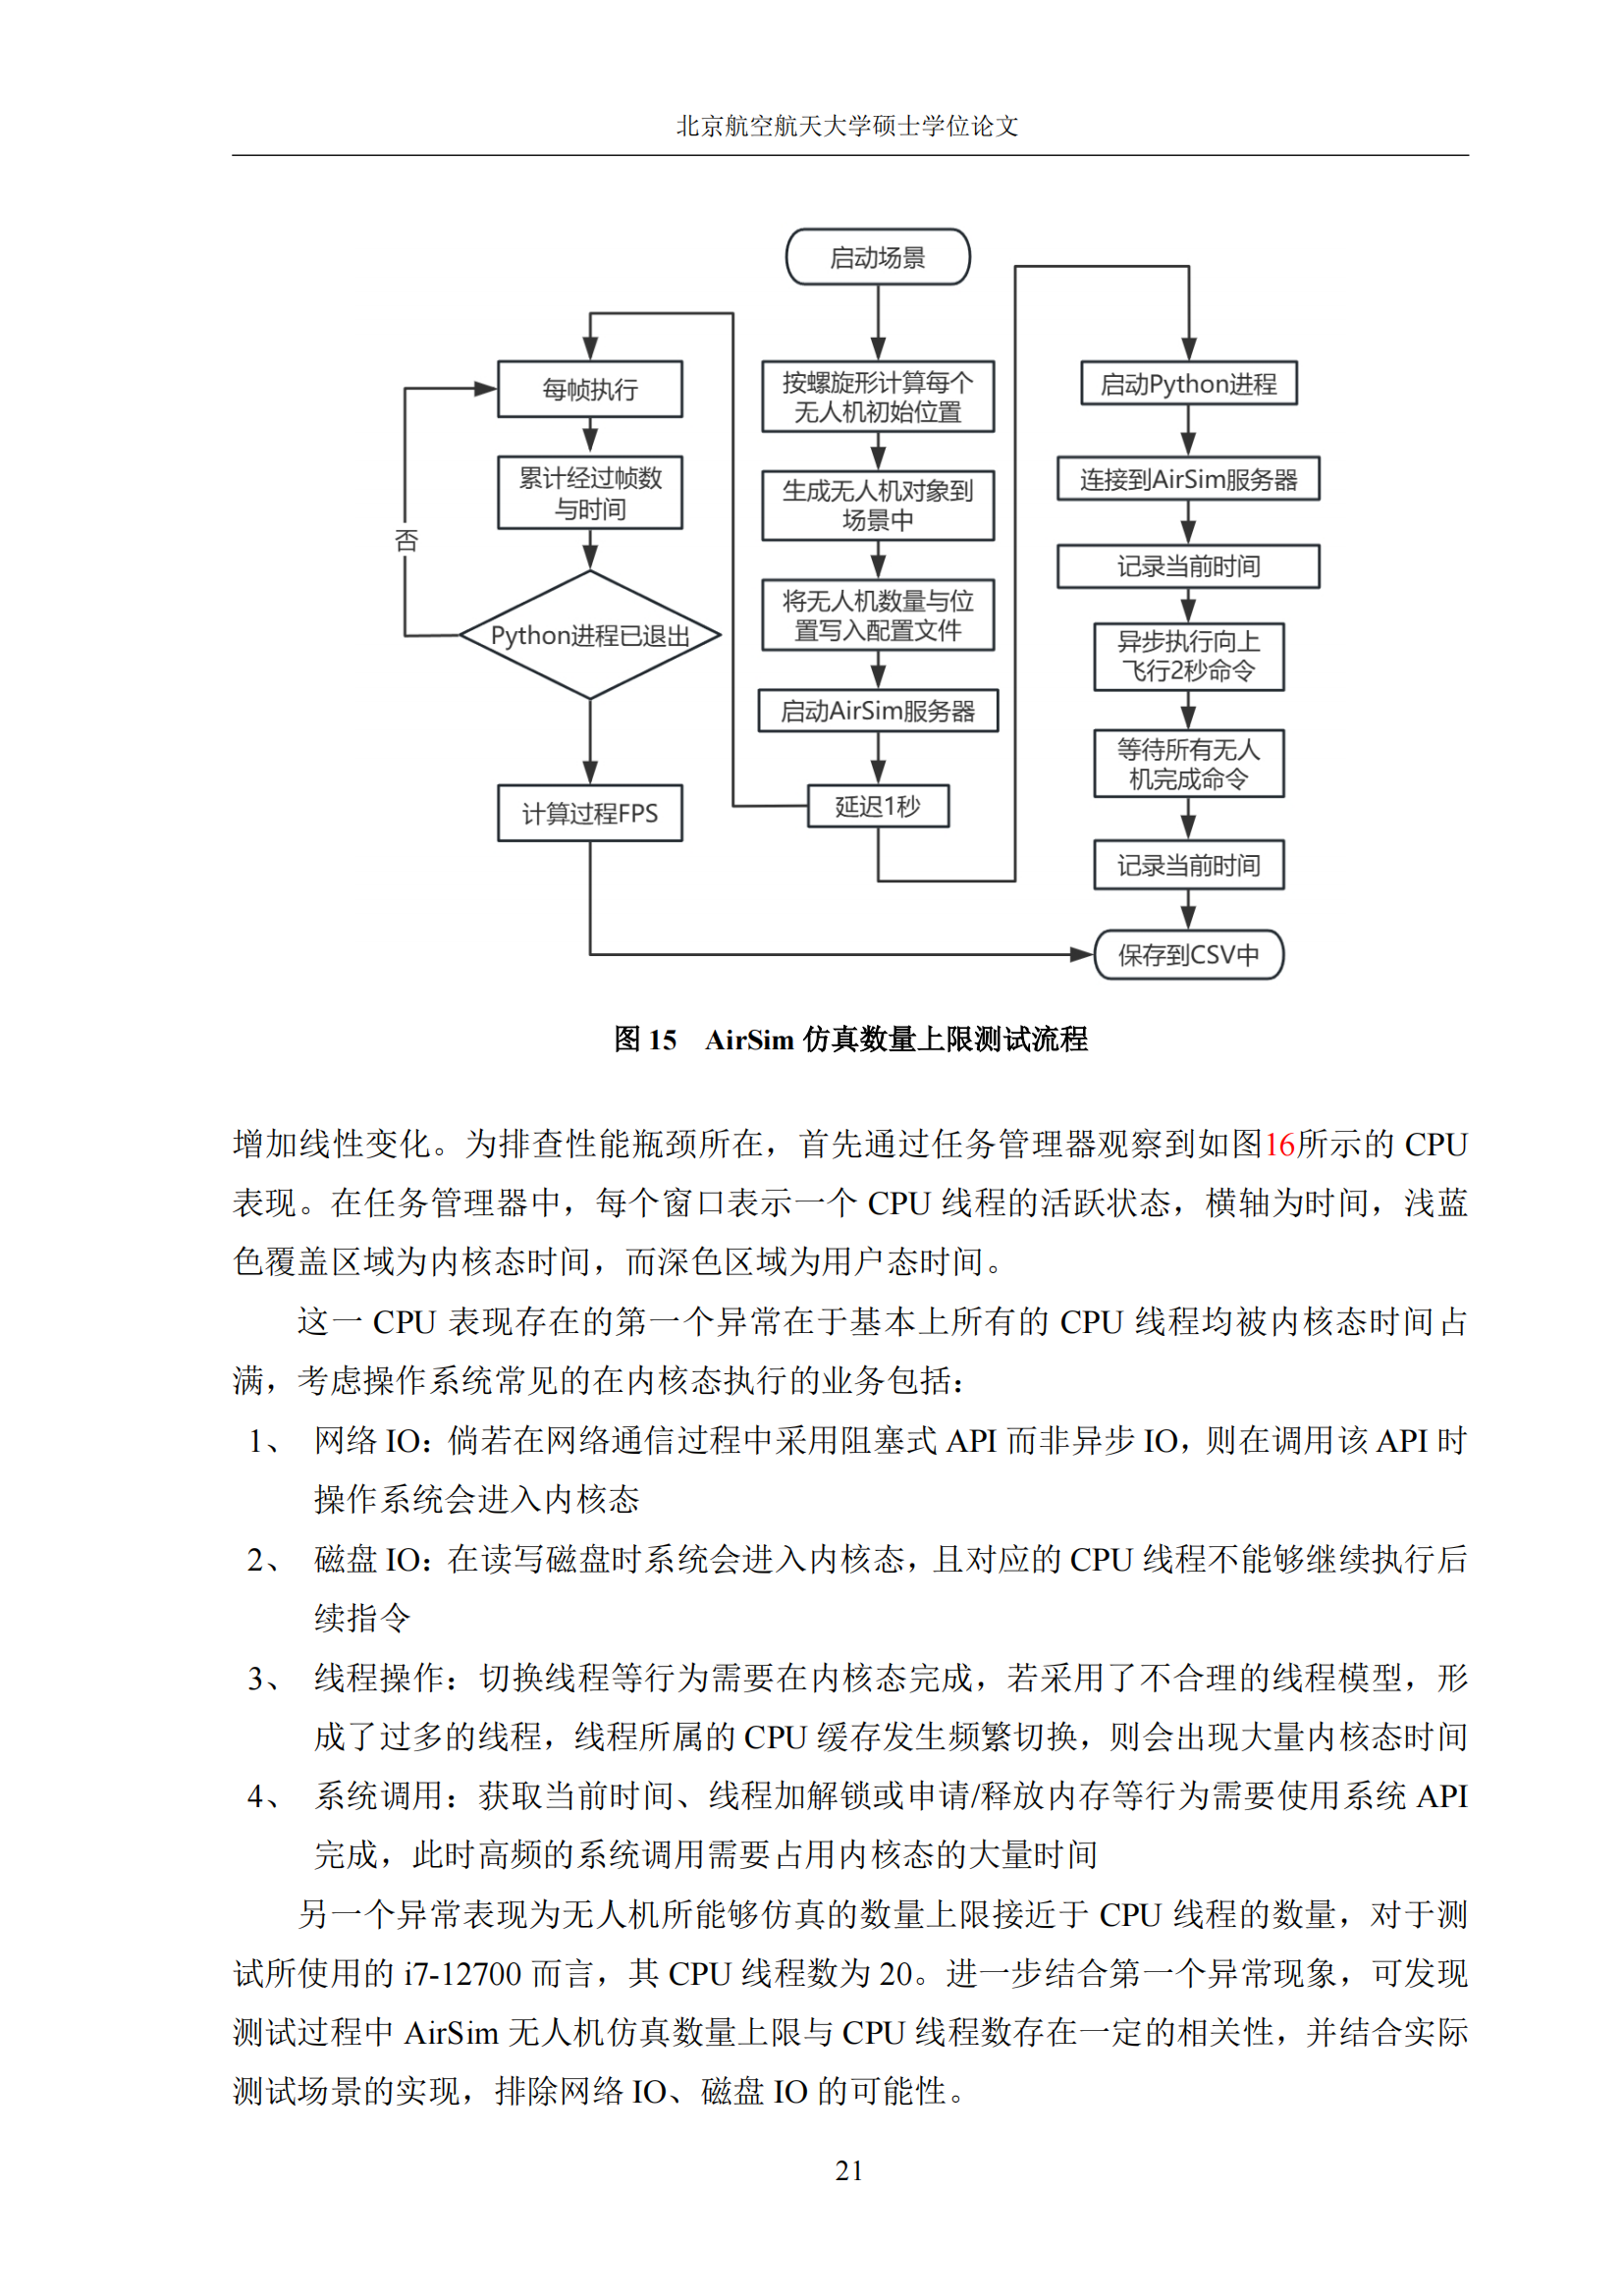 北京航空航天大学硕士学位论文
启动场景
按螺旋形计算每个
无人机初始位置
生成无人机对象到
场景中
将无人机数量与位
置写入配置文件
启动AirSim服务器
延迟1秒
每帧执行
累计经过帧数
与时间
否
Python进程已退出
计算过程FPS
启动Python进程
连接到AirSim服务器
记录当前时间
异步执行向上
飞行2秒命令
等待所有无人
机完成命令
记录当前时间
保存到CSV中
图 15 AirSim 仿真数量上限测试流程
增加线性变化。为排查性能瓶颈所在，首先通过任务管理器观察到如图16所示的 CPU
表现。在任务管理器中，每个窗口表示一个 CPU 线程的活跃状态，横轴为时间，浅蓝
色覆盖区域为内核态时间，而深色区域为用户态时间。
这一 CPU 表现存在的第一个异常在于基本上所有的 CPU 线程均被内核态时间占
满，考虑操作系统常见的在内核态执行的业务包括：
1、 网络 IO：倘若在网络通信过程中采用阻塞式 API 而非异步 IO，则在调用该 API 时
操作系统会进入内核态
2、 磁盘 IO：在读写磁盘时系统会进入内核态，且对应的 CPU 线程不能够继续执行后
续指令
3、 线程操作：切换线程等行为需要在内核态完成，若采用了不合理的线程模型，形
成了过多的线程，线程所属的 CPU 缓存发生频繁切换，则会出现大量内核态时间
4、 系统调用：获取当前时间、线程加解锁或申请/释放内存等行为需要使用系统 API
完成，此时高频的系统调用需要占用内核态的大量时间
另一个异常表现为无人机所能够仿真的数量上限接近于 CPU 线程的数量，对于测
试所使用的 i7-12700 而言，其 CPU 线程数为 20。进一步结合第一个异常现象，可发现
测试过程中 AirSim 无人机仿真数量上限与 CPU 线程数存在一定的相关性，并结合实际
测试场景的实现，排除网络 IO、磁盘 IO 的可能性。
21